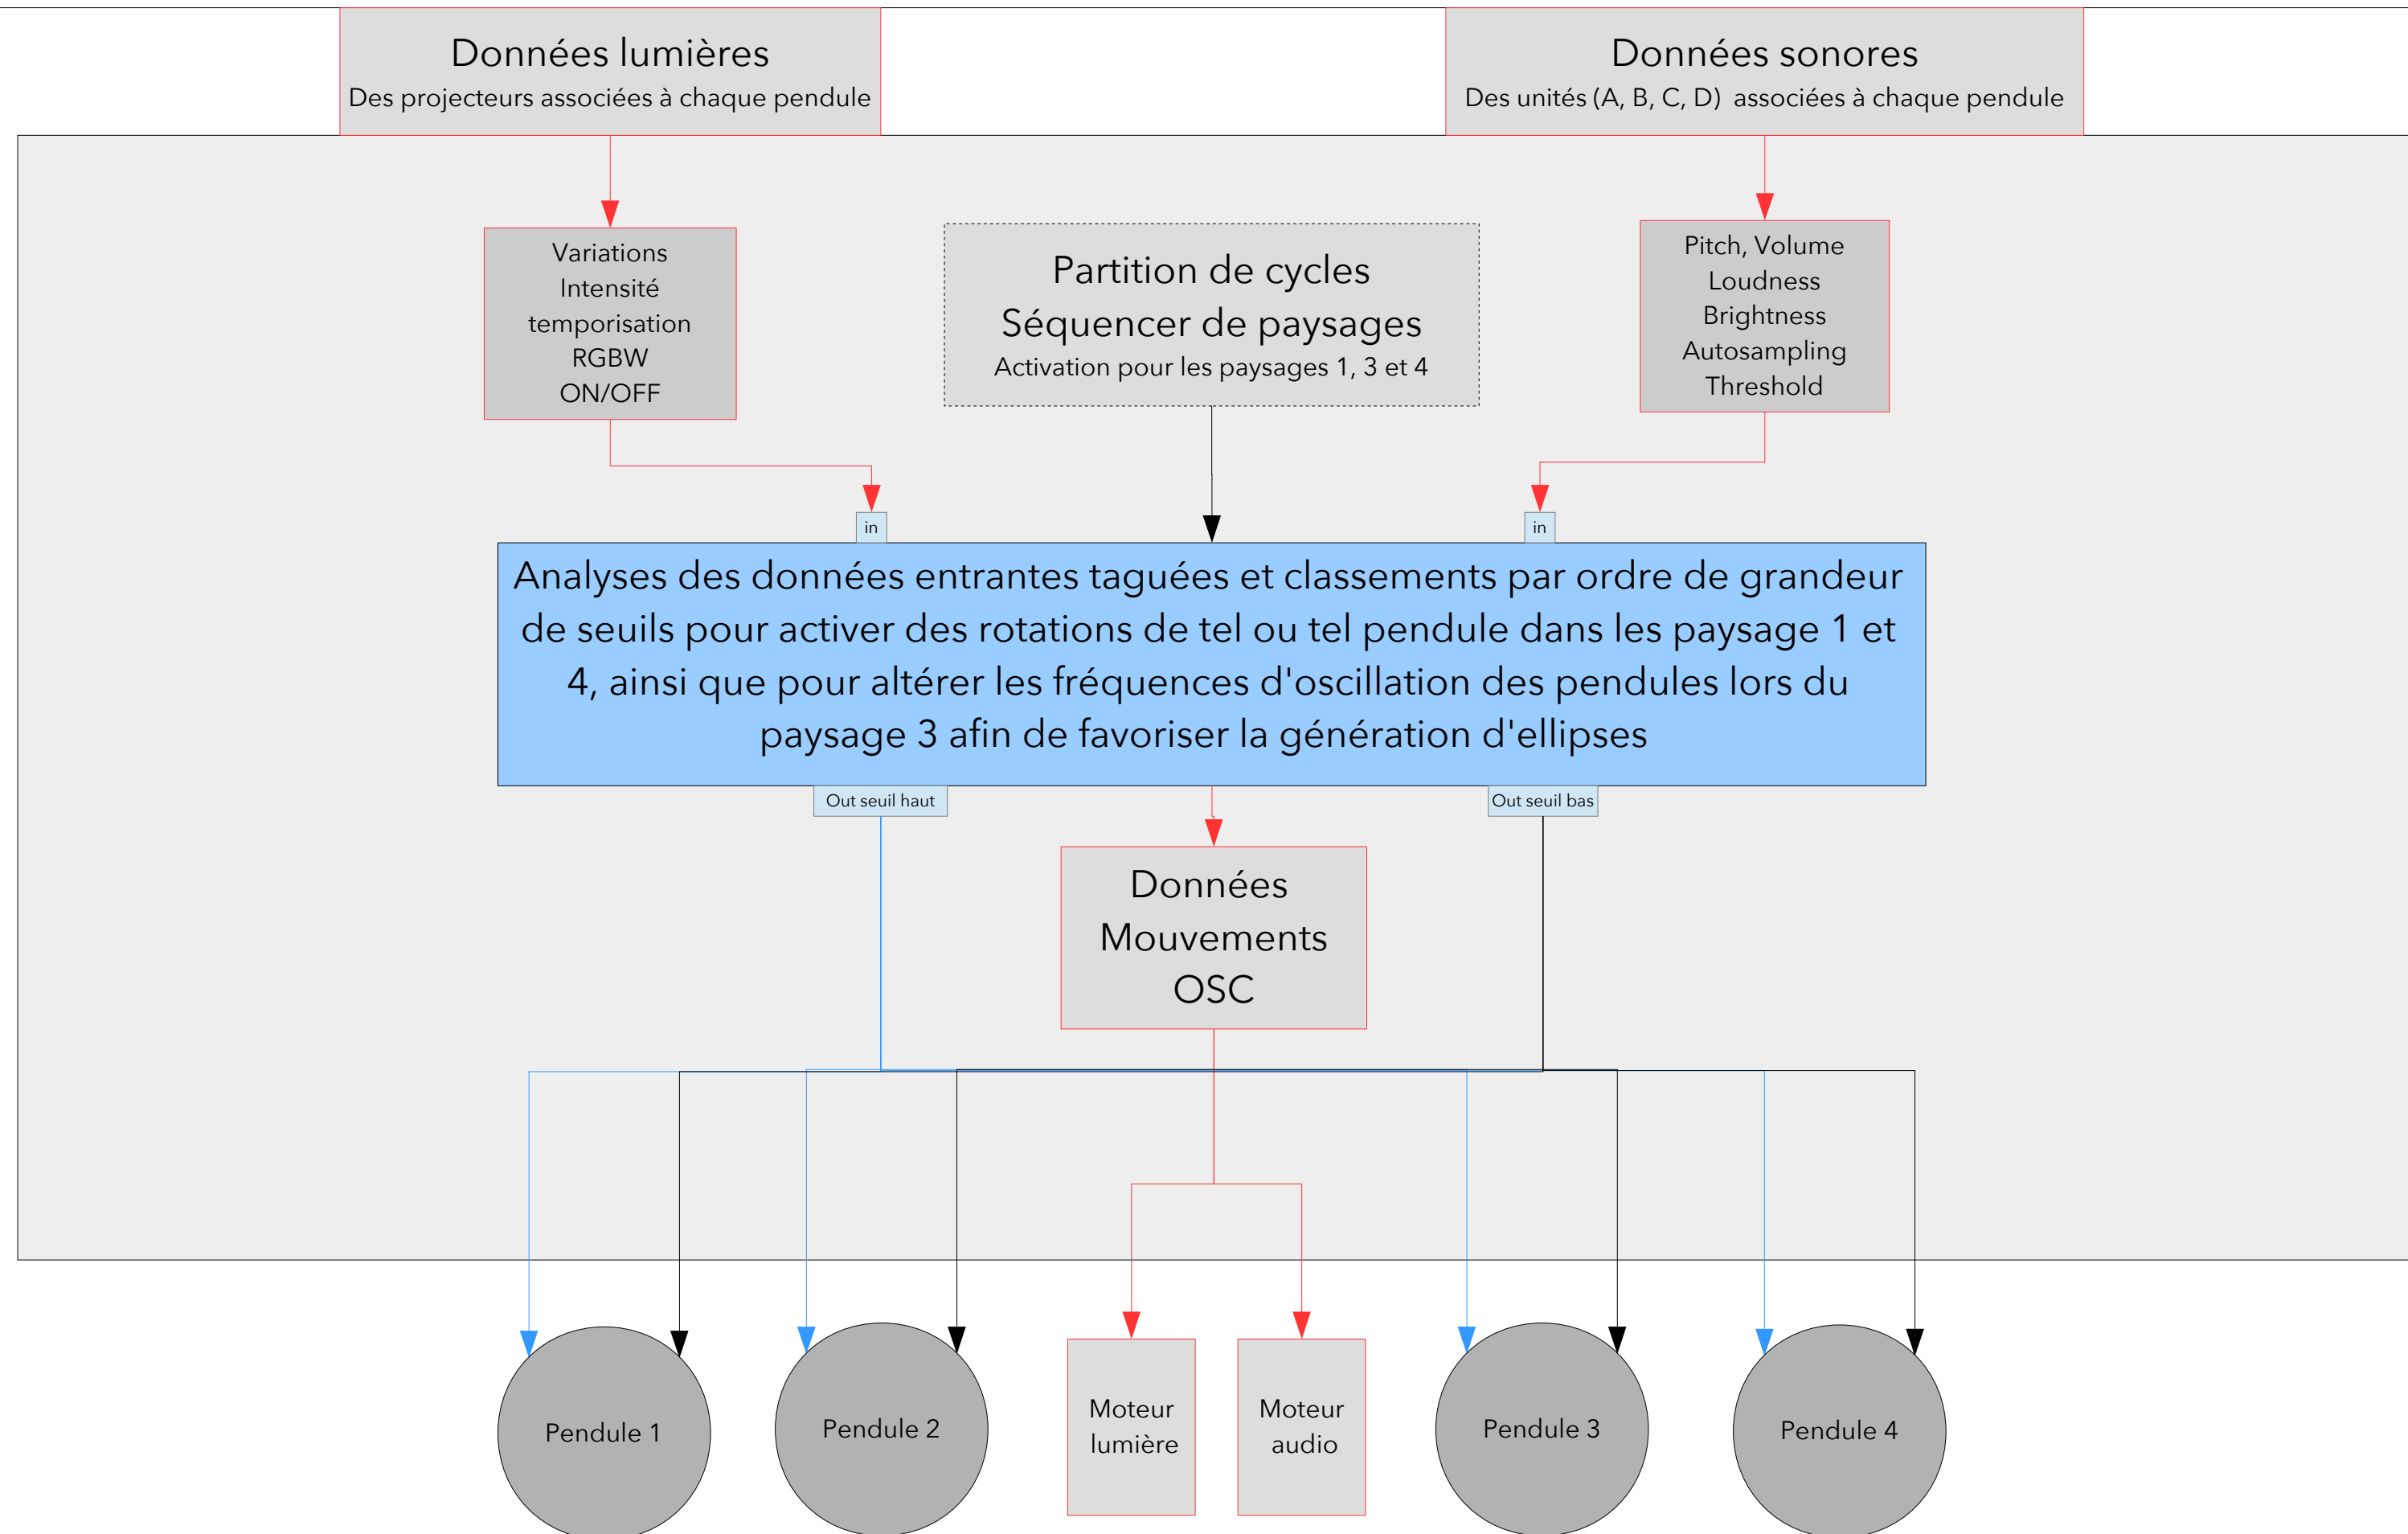 Données lumières
Des projecteurs associées à chaque pendule
Données sonores
Des unités (A, B, C, D)  associées à chaque pendule
Variations
Intensité
temporisation
RGBW
ON/OFF
Partition de cycles
Séquencer de paysages
Activation pour les paysages 1, 3 et 4
Pitch, Volume
Loudness
Brightness
Autosampling
Threshold
in
in
Analyses des données entrantes taguées et classements par ordre de grandeur
de seuils pour activer des rotations de tel ou tel pendule dans les paysage 1 et
4, ainsi que pour altérer les fréquences d'oscillation des pendules lors du
paysage 3 afin de favoriser la génération d'ellipses
Out seuil haut
Out seuil bas
Données
Mouvements
OSC
Pendule 1
Pendule 2
Moteur
lumière
Moteur
audio
Pendule 3
Pendule 4